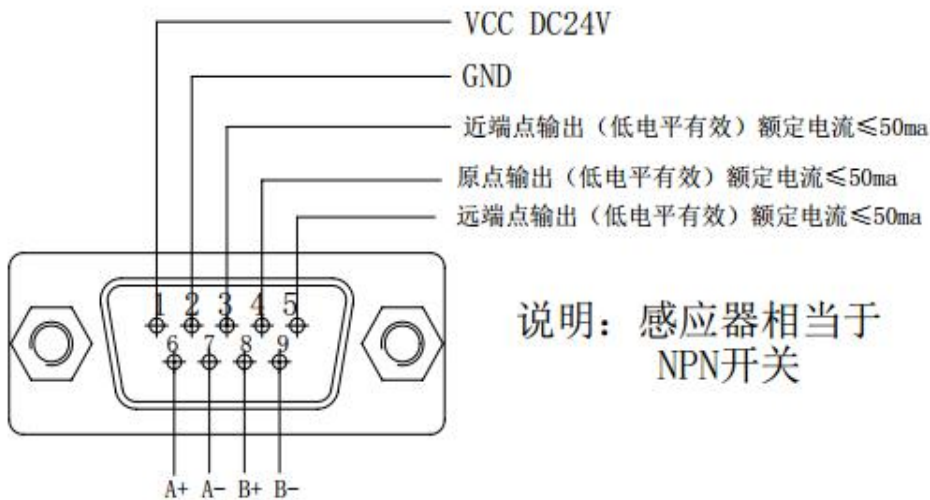 VCC DC24V
GND
近端点输出（低电平有效）额定电流≤50ma
原点输出（低电平有效）额定电流≤50ma
远端点输出（低电平有效）额定电流≤50ma
1 2 3 4 5
6 7 8 9
说明：感应器相当于
NPN开关
A+ A- B+ B-